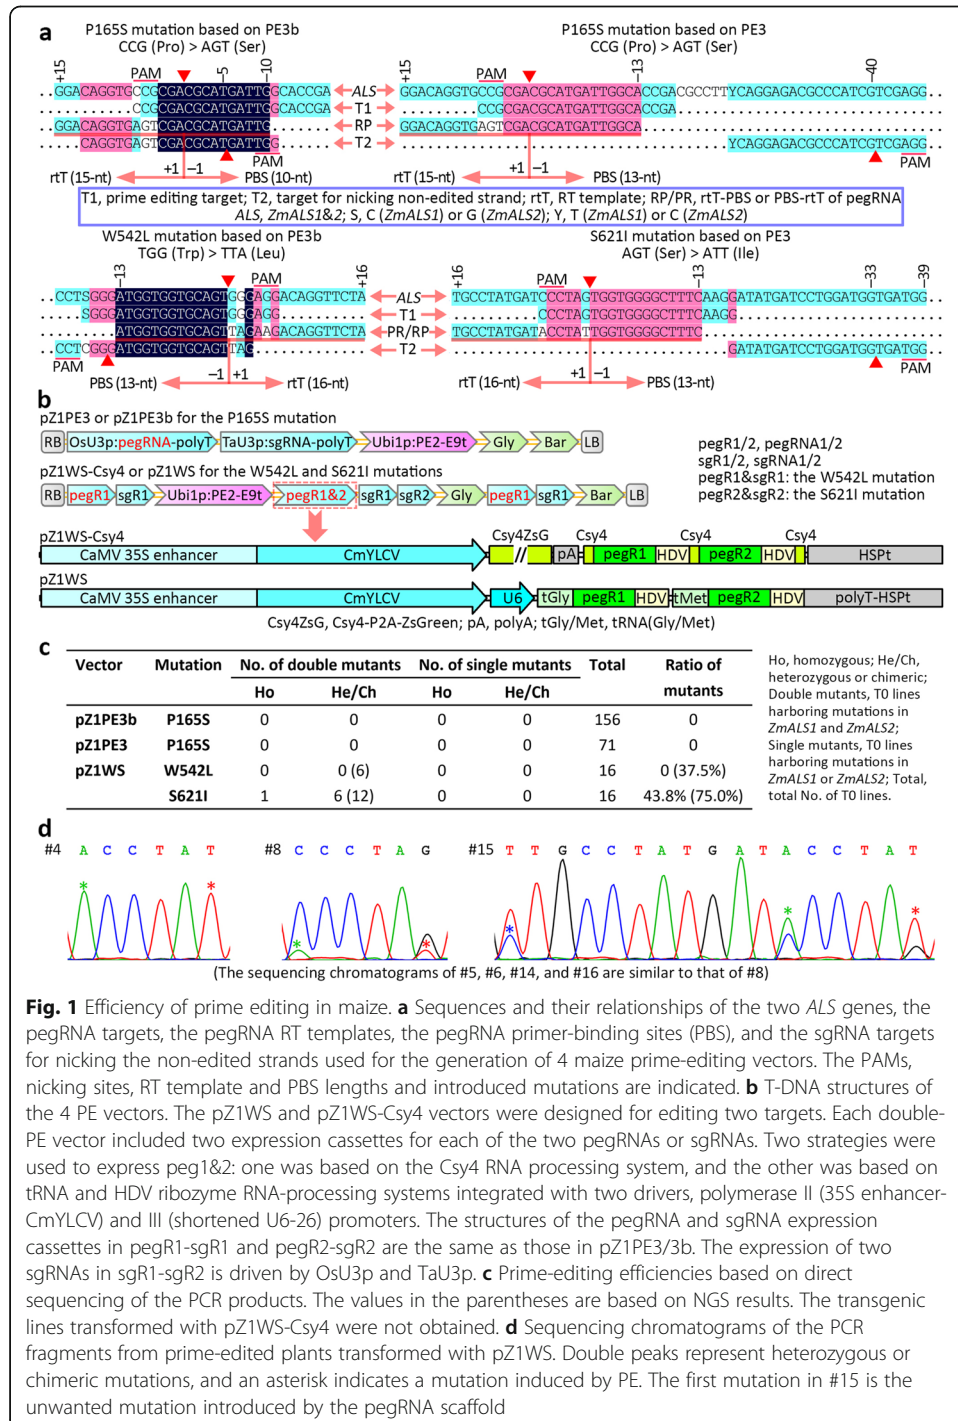 a
P165S mutation based on PE3b
CCG (Pro) > AGT (Ser)
P165S mutation based on PE3
CCG (Pro) > AGT (Ser)
+15 PAM −5 −10
+15 PAM −13 −40
..GGACAGGTGCCGCGACGCATGATTGGCACCGA ALS GGACAGGTGCCGCGACGCATGATTGGCACCGACGCCTTYCAGGAGACGCCCATCGTCGAGG..
CCGCGACGCATGATTGGCACCGA T1 CCGCGACGCATGATTGGCACCGA
GGACAGGTGAGTCGACGCATGATTG RP GGACAGGTGAGTCGACGCATGATTGGCA
CAGGTGAGTCGACGCATGATTGG T2 YCAGGAGACGCCCATCGTCGAGG
PAM PAM
+1 −1 +1 −1
rtT (15-nt) PBS (10-nt) rtT (15-nt) PBS (13-nt)
T1, prime editing target; T2, target for nicking non-edited strand; rtT, RT template; RP/PR, rtT-PBS or PBS-rtT of pegRNA
ALS, ZmALS1&2; S, C (ZmALS1) or G (ZmALS2); Y, T (ZmALS1) or C (ZmALS2)
W542L mutation based on PE3b
TGG (Trp) > TTA (Leu)
S621I mutation based on PE3
AGT (Ser) > ATT (Ile)
−13 PAM +16
+16 PAM −13 −33 −39
..CCTSGGGATGGTGGTGCAGTGGGAGGACAGGTTCTA ALS TGCCTATGATCCCTAGTGGTGGGGCTTTCAAGGATATGATCCTGGATGGTGATGG..
SGGGATGGTGGTGCAGTGGGAGG T1 CCCTAGTGGTGGGGCTTTCAAGG
ATGGTGGTGCAGTTAGAAGACAGGTTCTA PR/RP TGCCTATGATACCTATTGGTGGGGCTTTC
CCTCGGGATGGTGGTGCAGTTAG T2 GATATGATCCTGGATGGTGATGG
PAM PAM
−1 +1 +1 −1
PBS (13-nt) rtT (16-nt) rtT (16-nt) PBS (13-nt)
b
pZ1PE3 or pZ1PE3b for the P165S mutation
RB OsU3p:pegRNA-polyT TaU3p:sgRNA-polyT Ubi1p:PE2-E9t Gly Bar LB
pZ1WS-Csy4 or pZ1WS for the W542L and S621I mutations
RB pegR1 sgR1 Ubi1p:PE2-E9t pegR1&2 sgR1 sgR2 Gly pegR1 sgR1 Bar LB
pegR1/2, pegRNA1/2
sgR1/2, sgRNA1/2
pegR1&sgR1: the W542L mutation
pegR2&sgR2: the S621I mutation
pZ1WS-Csy4
Csy4ZsG Csy4 Csy4 Csy4
CaMV 35S enhancer CmYLCV // pA pegR1 HDV pegR2 HDV HSPt
pZ1WS
CaMV 35S enhancer CmYLCV U6 tGly pegR1 HDV tMet pegR2 HDV polyT-HSPt
Csy4ZsG, Csy4-P2A-ZsGreen; pA, polyA; tGly/Met, tRNA(Gly/Met)
c
Vector Mutation No. of double mutants No. of single mutants Total Ratio of
Ho He/Ch Ho He/Ch mutants
pZ1PE3b P165S 0 0 0 0 156 0
pZ1PE3 P165S 0 0 0 0 71 0
pZ1WS W542L 0 0 (6) 0 0 16 0 (37.5%)
S621I 1 6 (12) 0 0 16 43.8% (75.0%)
Ho, homozygous; He/Ch,
heterozygous or chimeric;
Double mutants, T0 lines
harboring mutations in
ZmALS1 and ZmALS2;
Single mutants, T0 lines
harboring mutations in
ZmALS1 or ZmALS2; Total,
total No. of T0 lines.
d
#4 A C C T A T #8 C C C T A G #15 T T G C C T A T G A T A C C T A T
* * * * * * *
(The sequencing chromatograms of #5, #6, #14, and #16 are similar to that of #8)
Fig. 1 Efficiency of prime editing in maize. a Sequences and their relationships of the two ALS genes, the
pegRNA targets, the pegRNA RT templates, the pegRNA primer-binding sites (PBS), and the sgRNA targets
for nicking the non-edited strands used for the generation of 4 maize prime-editing vectors. The PAMs,
nicking sites, RT template and PBS lengths and introduced mutations are indicated. b T-DNA structures of
the 4 PE vectors. The pZ1WS and pZ1WS-Csy4 vectors were designed for editing two targets. Each double-
PE vector included two expression cassettes for each of the two pegRNAs or sgRNAs. Two strategies were
used to express peg1&2: one was based on the Csy4 RNA processing system, and the other was based on
tRNA and HDV ribozyme RNA-processing systems integrated with two drivers, polymerase II (35S enhancer-
CmYLCV) and III (shortened U6-26) promoters. The structures of the pegRNA and sgRNA expression
cassettes in pegR1-sgR1 and pegR2-sgR2 are the same as those in pZ1PE3/3b. The expression of two
sgRNAs in sgR1-sgR2 is driven by OsU3p and TaU3p. c Prime-editing efficiencies based on direct
sequencing of the PCR products. The values in the parentheses are based on NGS results. The transgenic
lines transformed with pZ1WS-Csy4 were not obtained. d Sequencing chromatograms of the PCR
fragments from prime-edited plants transformed with pZ1WS. Double peaks represent heterozygous or
chimeric mutations, and an asterisk indicates a mutation induced by PE. The first mutation in #15 is the
unwanted mutation introduced by the pegRNA scaffold